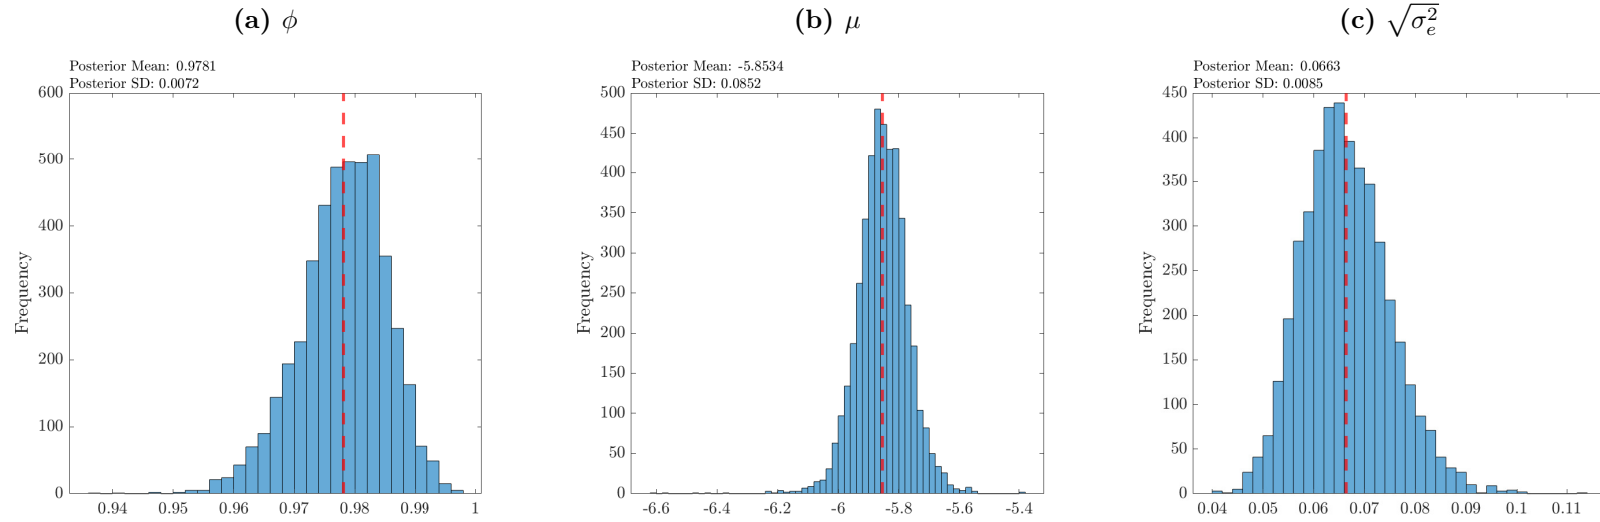 (a) ϕ
Posterior Mean: 0.9781
Posterior SD: 0.0072
600
500
400
300
200
100
0
Frequency
0.94 0.95 0.96 0.97 0.98 0.99 1
(b) μ
Posterior Mean: -5.8534
Posterior SD: 0.0852
500
450
400
350
300
250
200
150
100
50
0
Frequency
-6.6 -6.4 -6.2 -6 -5.8 -5.6 -5.4
(c) √σ²ₑ
Posterior Mean: 0.0663
Posterior SD: 0.0085
450
400
350
300
250
200
150
100
50
0
Frequency
0.04 0.05 0.06 0.07 0.08 0.09 0.1 0.11